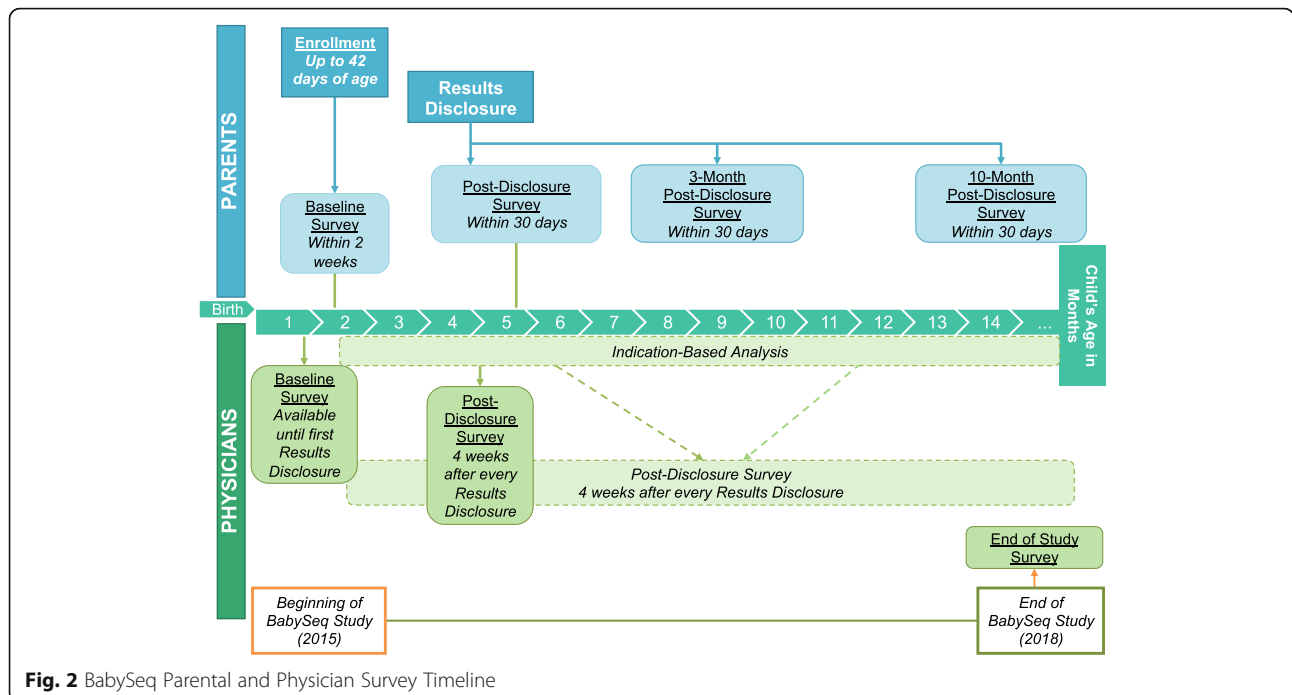 PARENTS
Enrollment
Up to 42
days of age
Results
Disclosure
Baseline
Survey
Within 2
weeks
Post-Disclosure
Survey
Within 30 days
3-Month
Post-Disclosure
Survey
Within 30 days
10-Month
Post-Disclosure
Survey
Within 30 days
Birth
1 2 3 4 5 6 7 8 9 10 11 12 13 14 ...
Child's Age in
Months
PHYSICIANS
Indication-Based Analysis
Baseline
Survey
Available
until first
Results
Disclosure
Post-
Disclosure
Survey
4 weeks
after every
Results
Disclosure
Post-Disclosure Survey
4 weeks after every Results Disclosure
End of Study
Survey
Beginning of
BabySeq Study
(2015)
End of
BabySeq Study
(2018)
Fig. 2 BabySeq Parental and Physician Survey Timeline